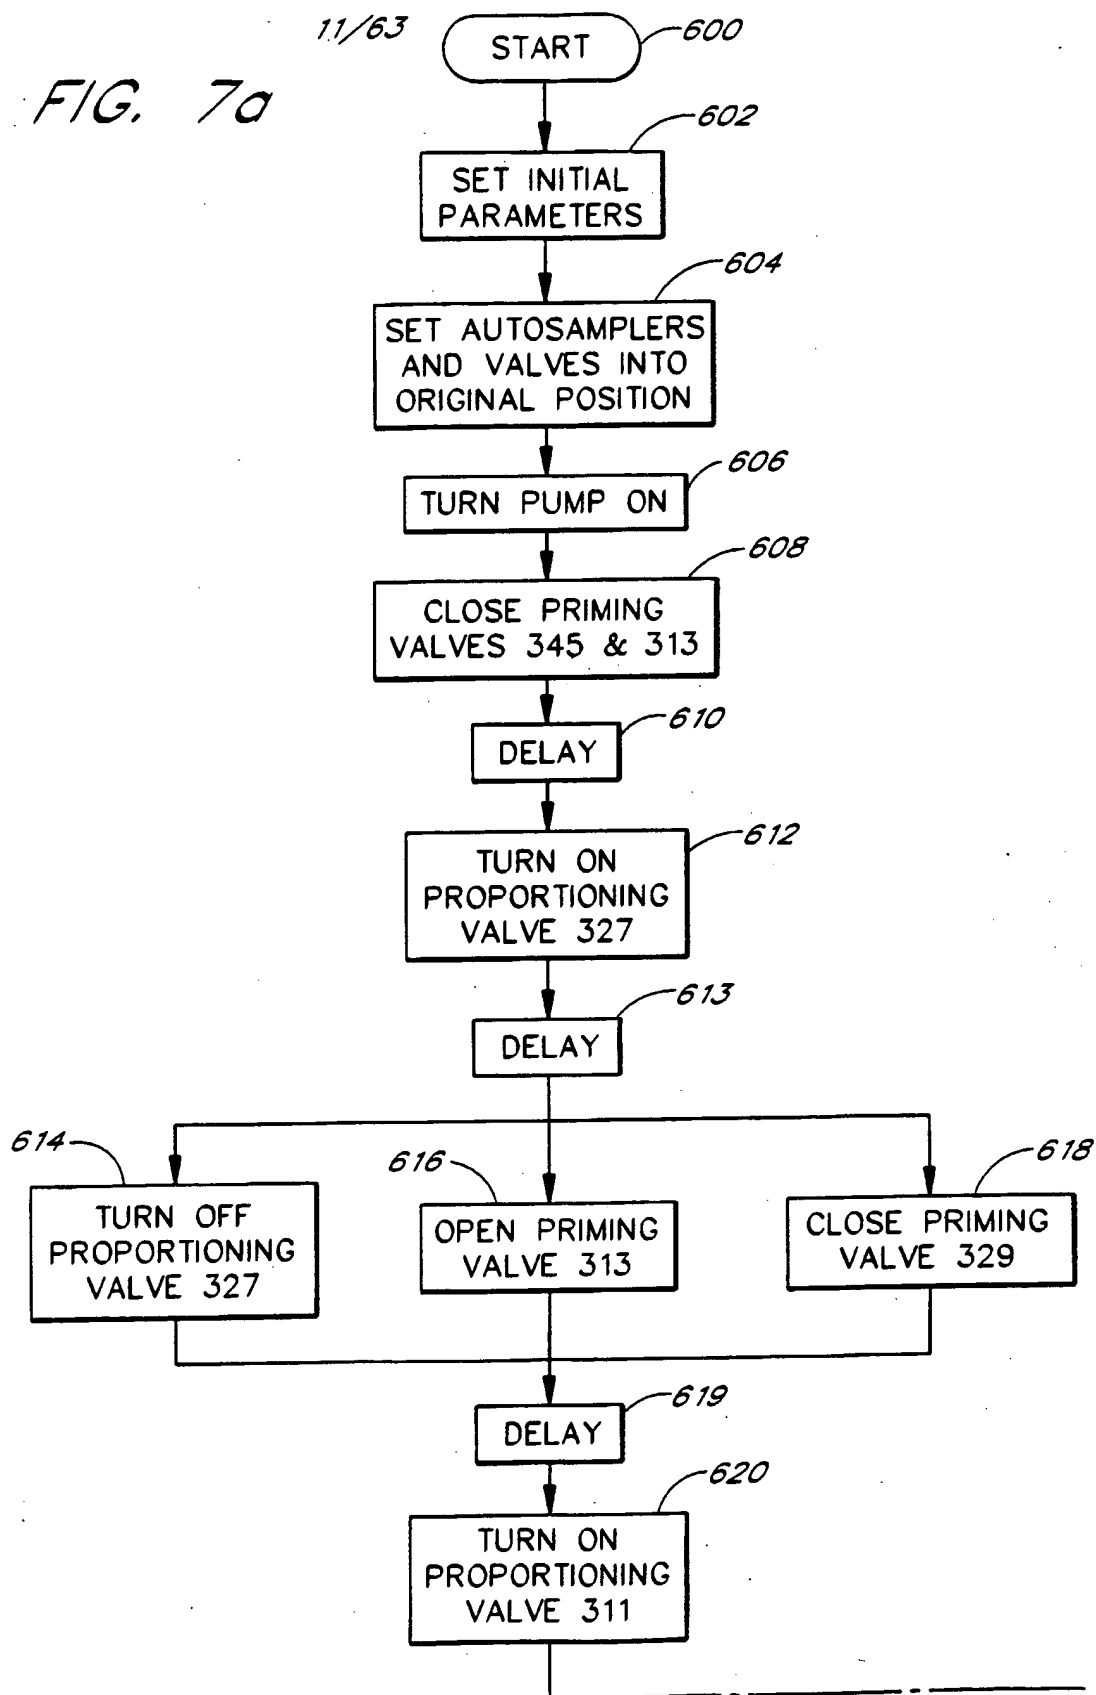 11/63
START
600
FIG. 7a
602
SET INITIAL
PARAMETERS
604
SET AUTOSAMPLERS
AND VALVES INTO
ORIGINAL POSITION
606
TURN PUMP ON
608
CLOSE PRIMING
VALVES 345 & 313
610
DELAY
612
TURN ON
PROPORTIONING
VALVE 327
613
DELAY
614
TURN OFF
PROPORTIONING
VALVE 327
616
OPEN PRIMING
VALVE 313
618
CLOSE PRIMING
VALVE 329
619
DELAY
620
TURN ON
PROPORTIONING
VALVE 311